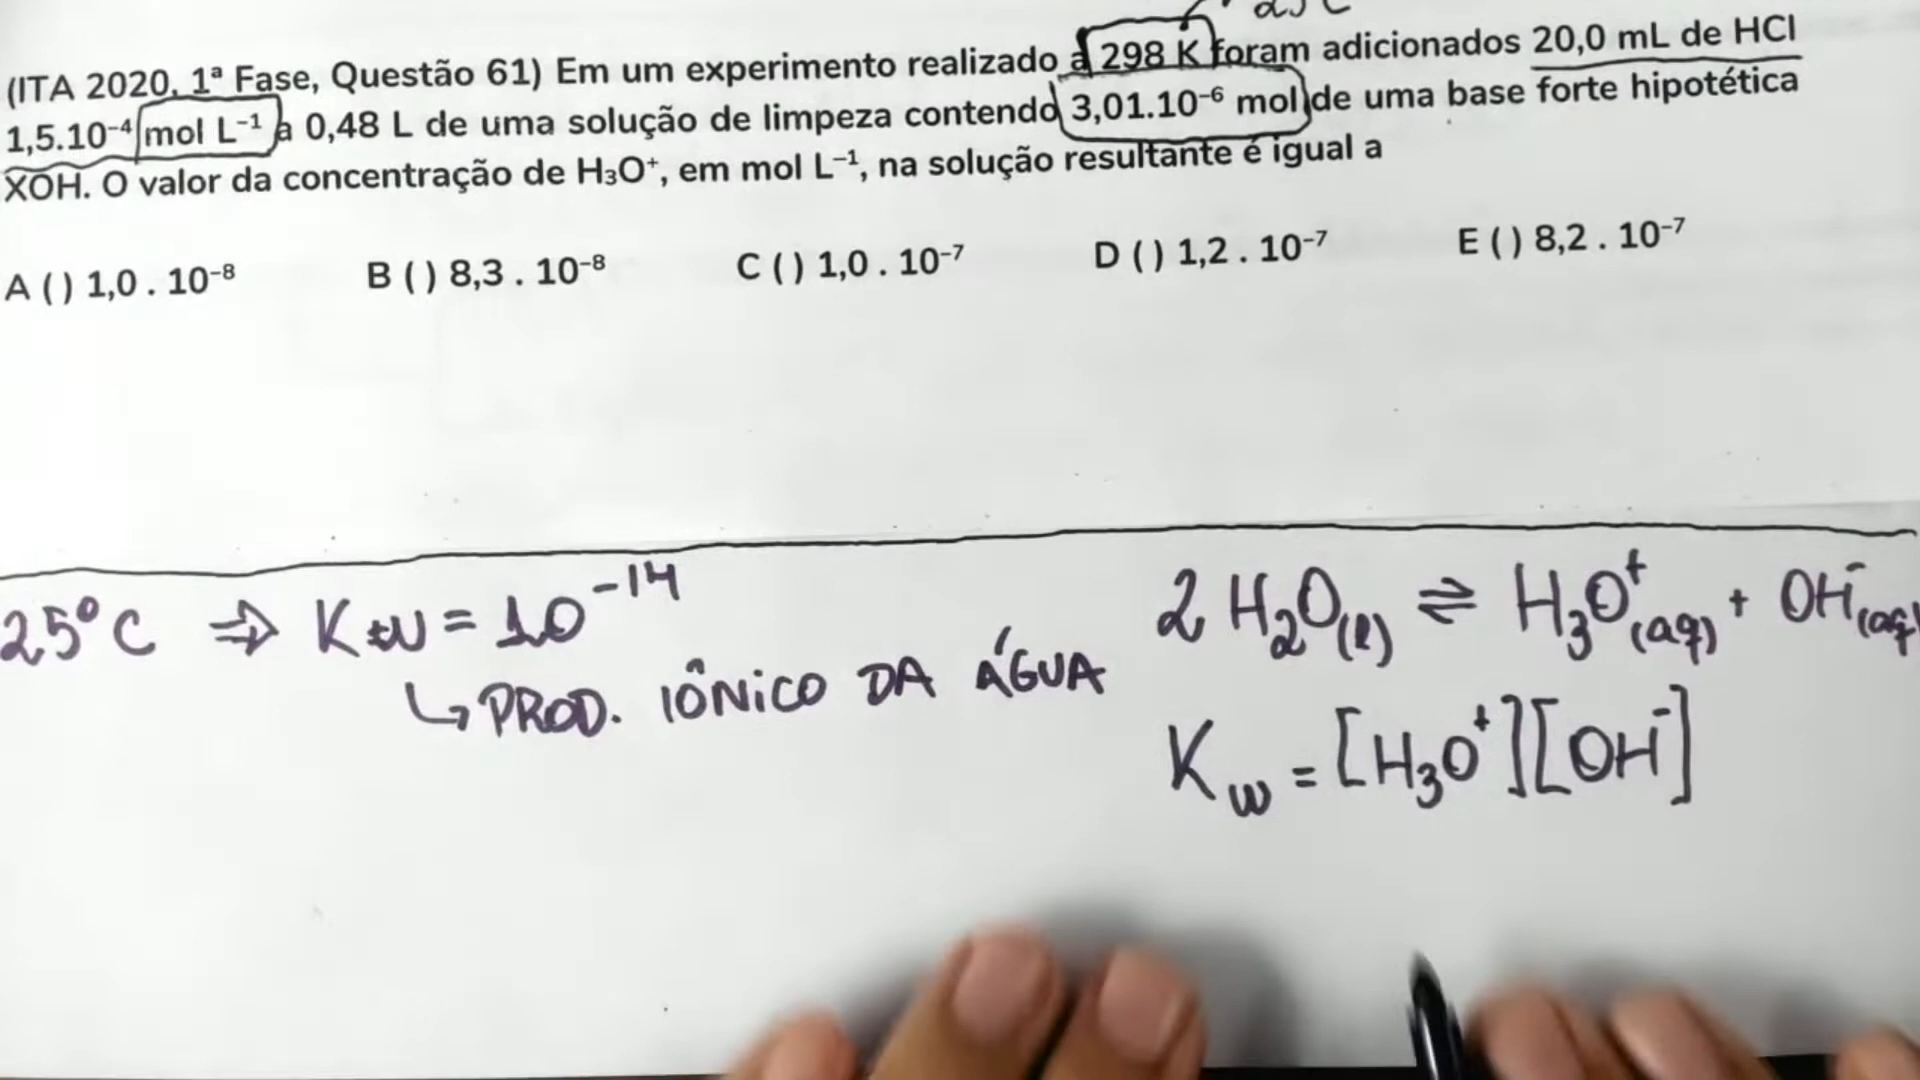 25°C
(ITA 2020, 1ª Fase, Questão 61) Em um experimento realizado a 298 K foram adicionados 20,0 mL de HCl
1,5.10⁻⁴ mol L⁻¹ a 0,48 L de uma solução de limpeza contendo 3,01.10⁻⁶ mol de uma base forte hipotética
XOH. O valor da concentração de H₃O⁺, em mol L⁻¹, na solução resultante é igual a
A ( ) 1,0 . 10⁻⁸ B ( ) 8,3 . 10⁻⁸ C ( ) 1,0 . 10⁻⁷ D ( ) 1,2 . 10⁻⁷ E ( ) 8,2 . 10⁻⁷
25°C ⇒ Kw = 10⁻¹⁴
↳ PROD. IÔNICO DA ÁGUA
2 H₂O(l) ⇌ H₃O⁺(aq) + OH⁻(aq)
Kw = [H₃O⁺][OH⁻]